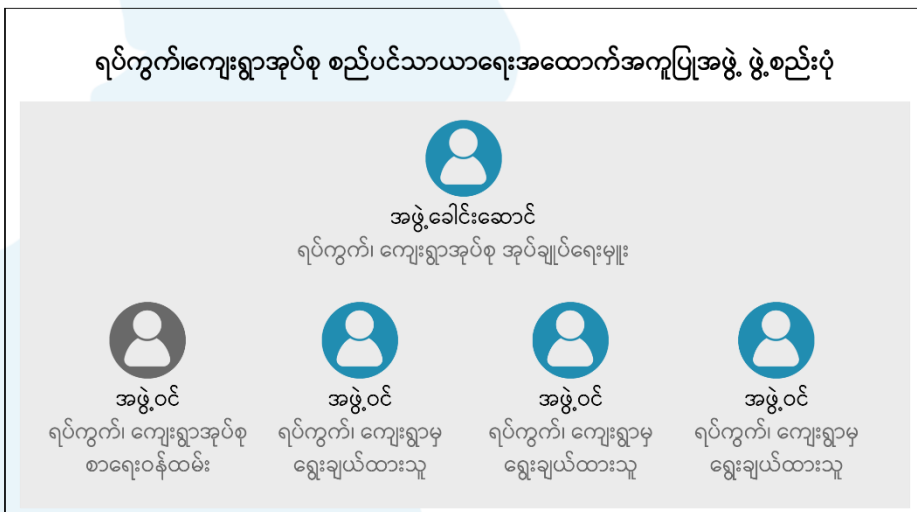 ရပ်ကွက်၊ကျေးရွာအုပ်စု စည်ပင်သာယာရေးအထောက်အကူပြုအဖွဲ့ ဖွဲ့စည်းပုံ
အဖွဲ့ခေါင်းဆောင်
ရပ်ကွက်၊ ကျေးရွာအုပ်စု အုပ်ချုပ်ရေးမှူး
အဖွဲ့ဝင်
ရပ်ကွက်၊ ကျေးရွာအုပ်စု
စာရေးဝန်ထမ်း
အဖွဲ့ဝင်
ရပ်ကွက်၊ ကျေးရွာမှ
ရွေးချယ်ထားသူ
အဖွဲ့ဝင်
ရပ်ကွက်၊ ကျေးရွာမှ
ရွေးချယ်ထားသူ
အဖွဲ့ဝင်
ရပ်ကွက်၊ ကျေးရွာမှ
ရွေးချယ်ထားသူ